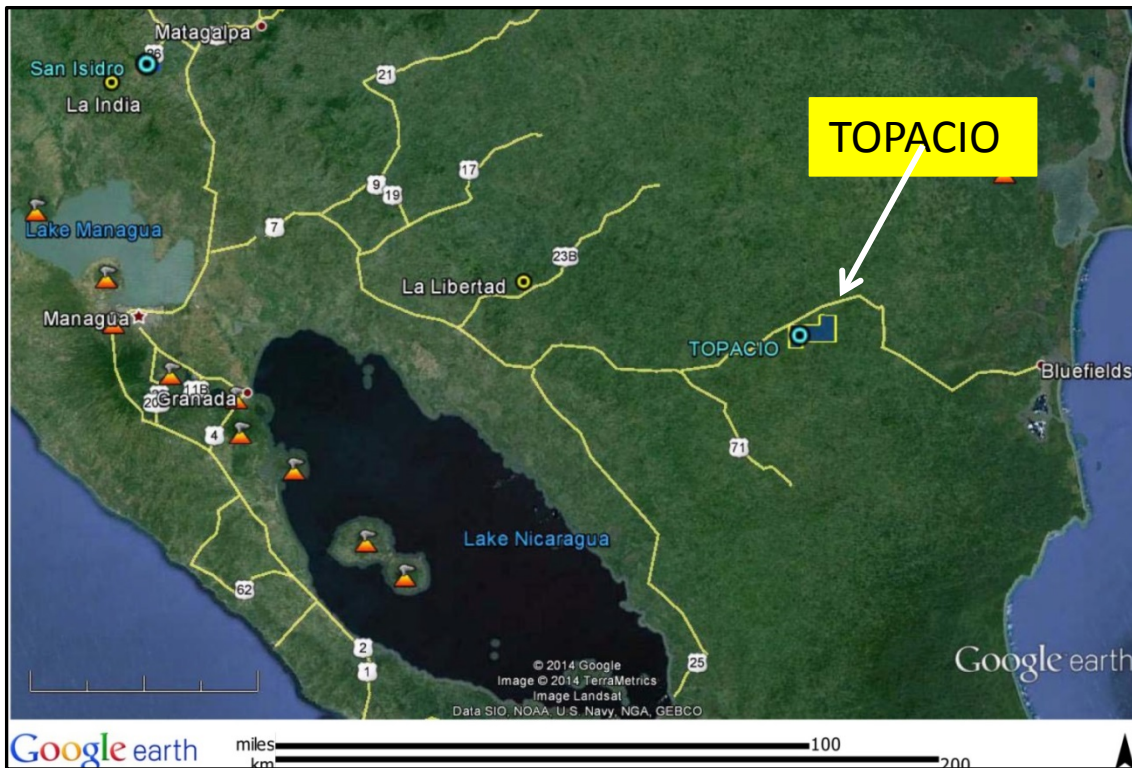 Matagalpa
San Isidro
La India
21
TOPACIO
17
9
19
Lake Managua
7
23B
La Libertad
Managua
TOPACIO
Bluefields
11B
20
Granada
4
71
Lake Nicaragua
62
2
1
25
© 2014 Google
Image © 2014 TerraMetrics
Image Landsat
Data SIO, NOAA, U.S. Navy, NGA, GEBCO
Google earth
Google earth
miles
100
km
200